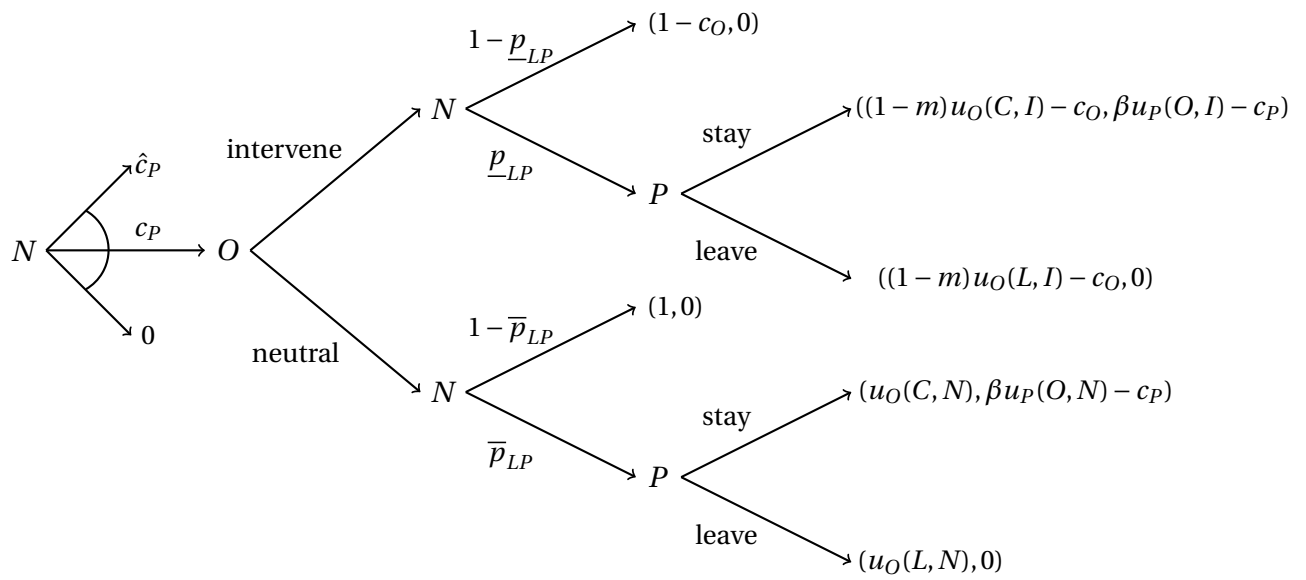 1 − p̲_LP
(1 − c_O, 0)
N
stay
((1 − m)u_O(C, I) − c_O, βu_P(O, I) − c_P)
intervene
p̲_LP
P
ĉ_P
leave
((1 − m)u_O(L, I) − c_O, 0)
N
c_P
O
0
1 − p̅_LP
(1, 0)
neutral
N
stay
(u_O(C, N), βu_P(O, N) − c_P)
p̅_LP
P
leave
(u_O(L, N), 0)